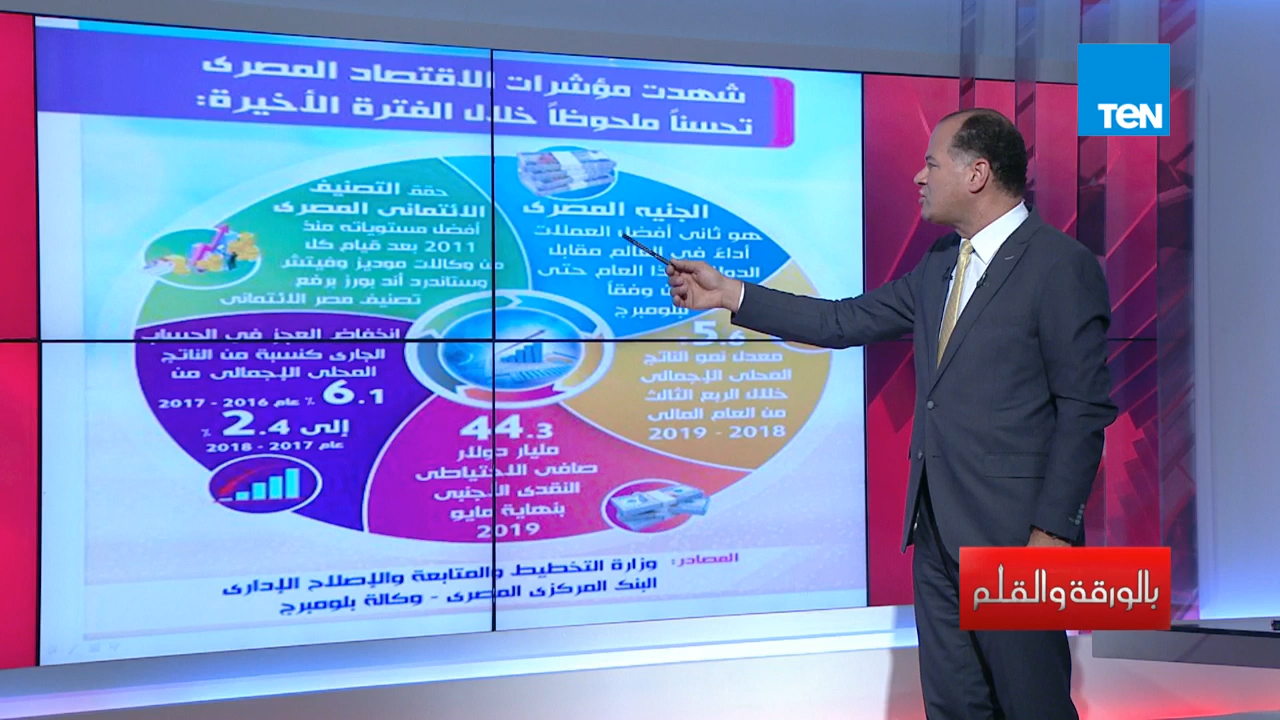 شهدت مؤشرات الاقتصاد المصرى
تحسناً ملحوظاً خلال الفترة الأخيرة:
الجنيه المصرى
هو ثانى أفضل العملات
أداءً فى العالم مقابل
العام حتى
وفقاً
5.6
معدل نمو الناتج
المحلى الإجمالى
خلال الربع الثالث
من العام المالى
2018 - 2019
44.3
مليار دولار
صافى الاحتياطى
النقدى الأجنبى
بنهاية مايو
2019
انخفاض العجز فى الحساب
الجارى كنسبة من الناتج
المحلى الإجمالى من
6.1 ٪ عام 2016 - 2017
إلى 2.4 ٪
عام 2017 - 2018
حقق التصنيف
الائتمانى المصرى
أفضل مستوياته منذ
2011 بعد قيام كل
من وكالات موديز وفيتشر
وستاندرد أند بورز برفع
تصنيف مصر الائتمانى
المصادر: وزارة التخطيط والمتابعة والإصلاح الإدارى
البنك المركزى المصرى - وكالة بلومبرج
TEN
بالورقة والقلم